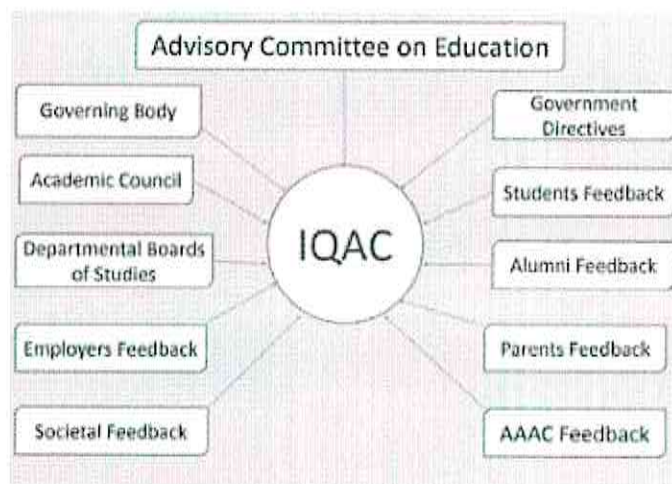 Advisory Committee on Education
Governing Body
Government
Directives
Academic Council
Students Feedback
IQAC
Departmental Boards
of Studies
Alumni Feedback
Employers Feedback
Parents Feedback
Societal Feedback
AAAC Feedback